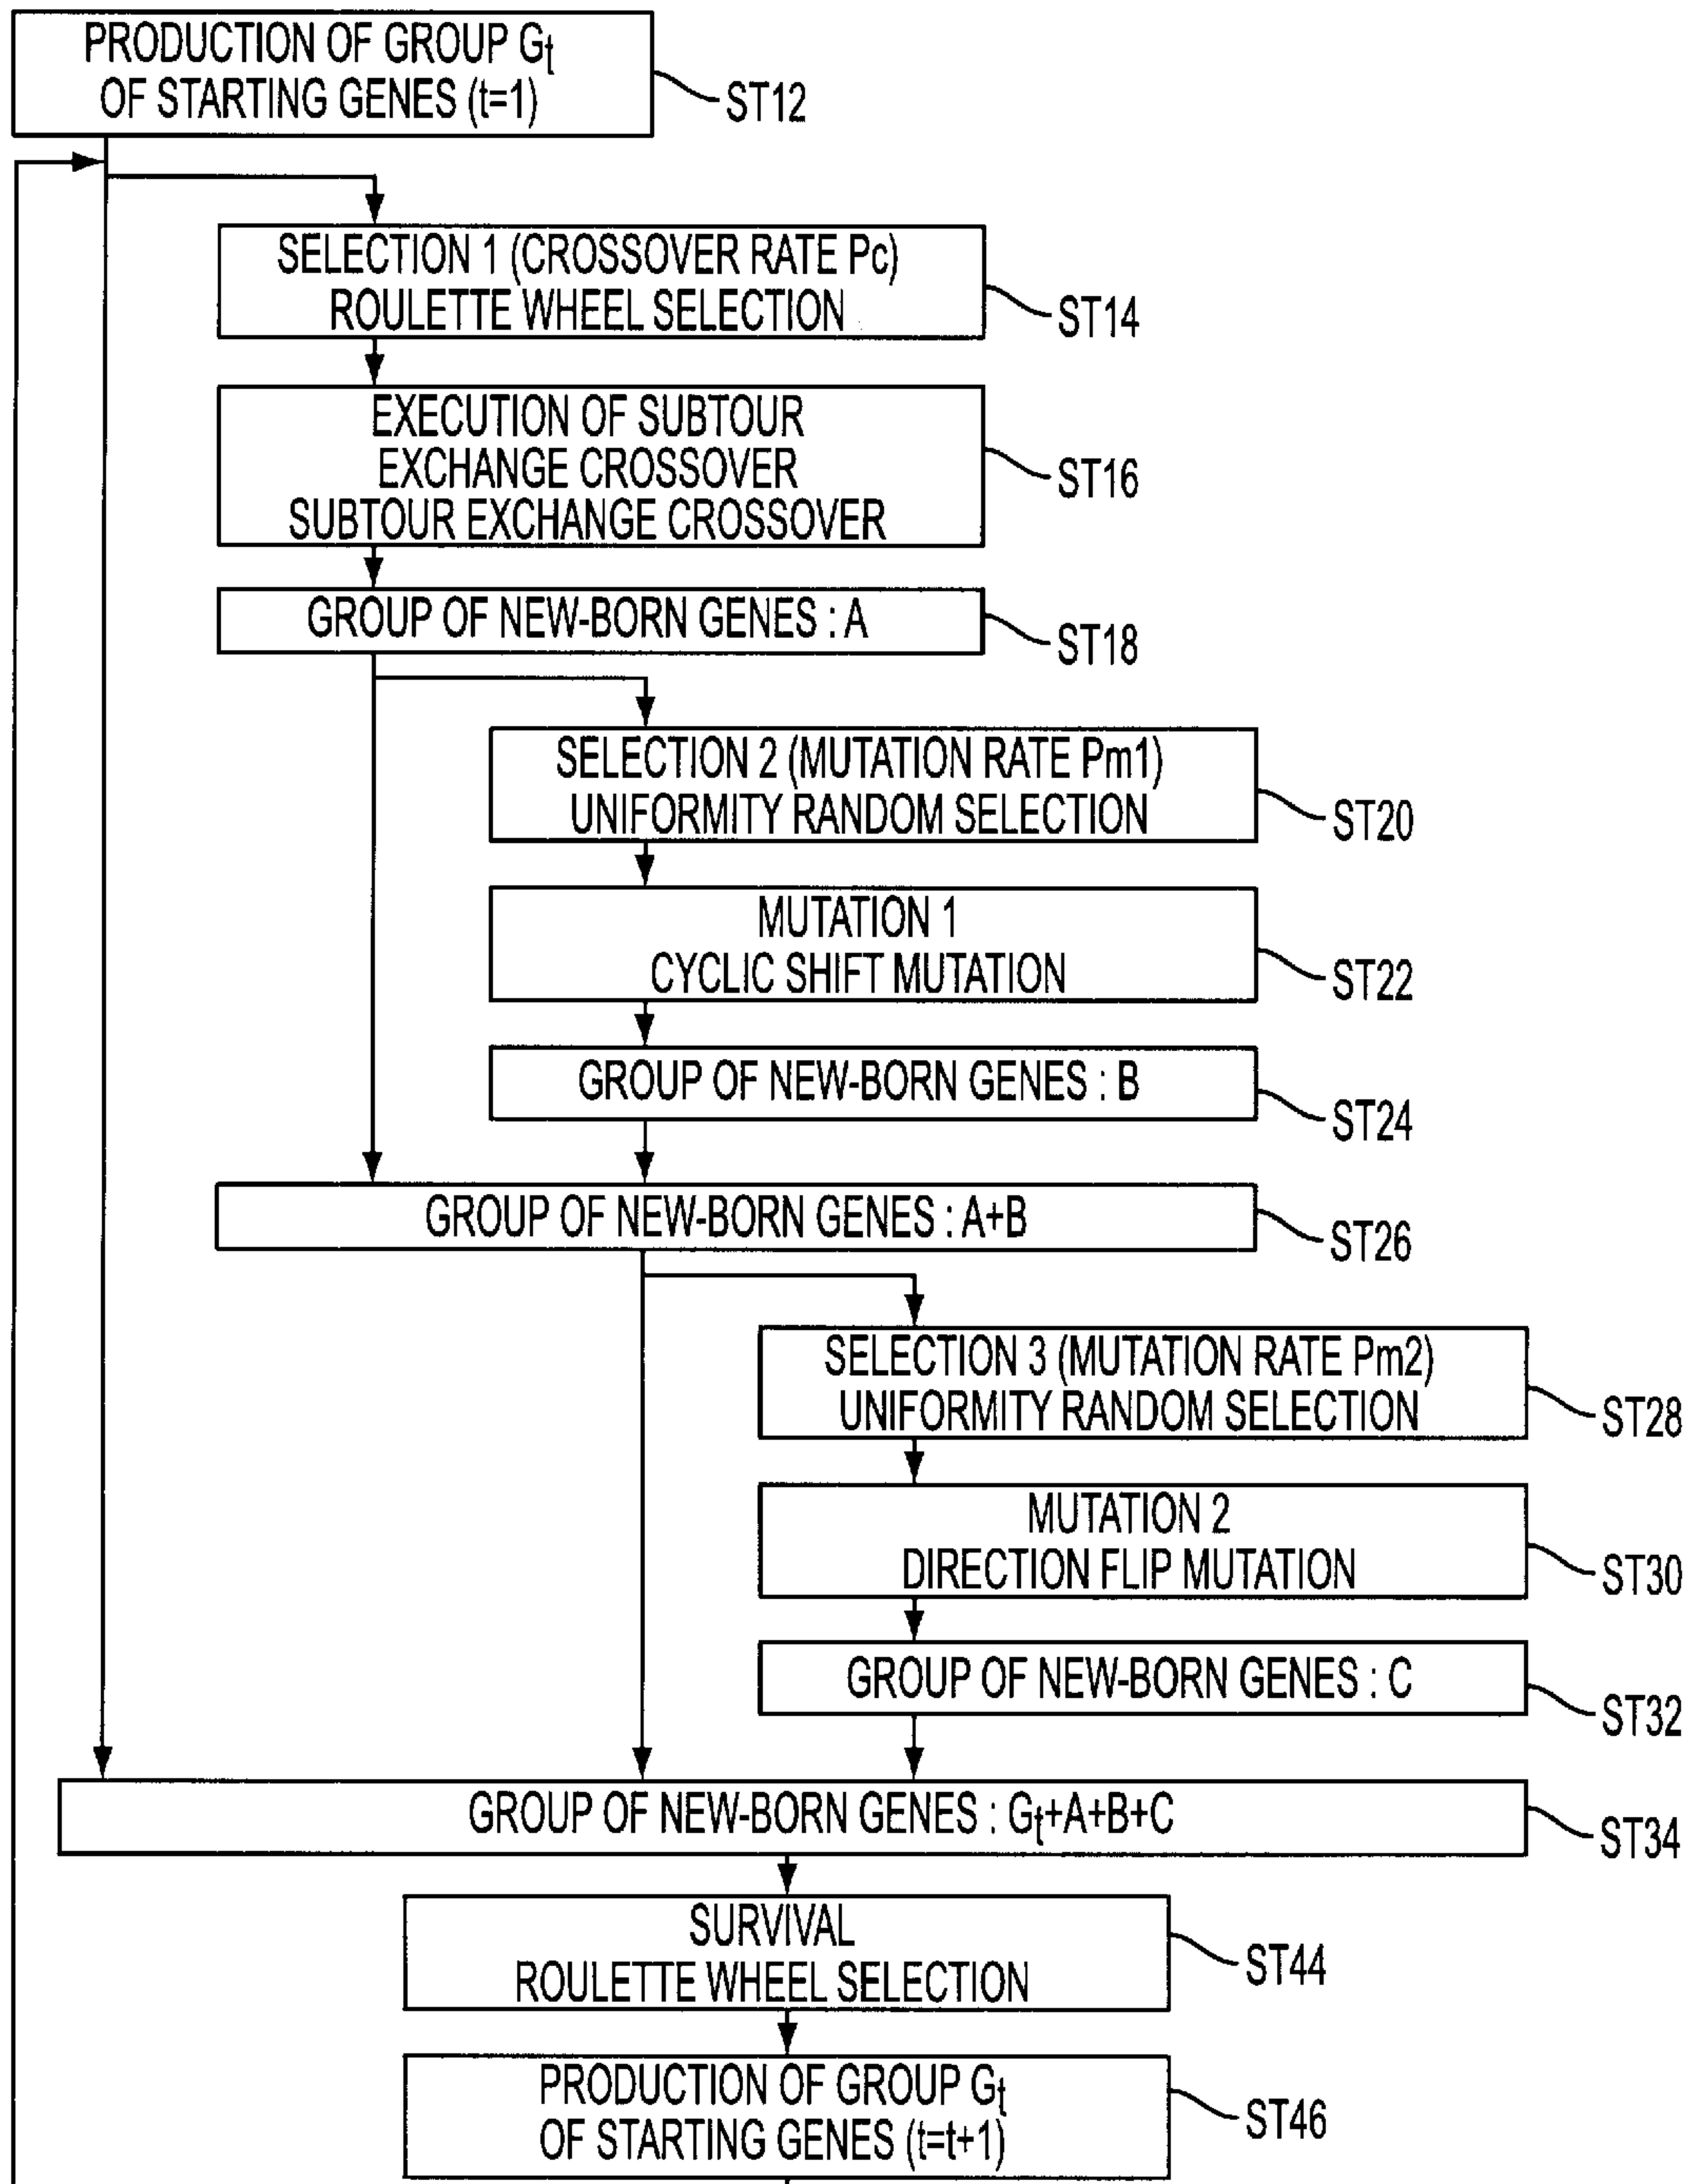 PRODUCTION OF GROUP Gt
OF STARTING GENES (t=1)
ST12
SELECTION 1 (CROSSOVER RATE Pc)
ROULETTE WHEEL SELECTION
ST14
EXECUTION OF SUBTOUR
EXCHANGE CROSSOVER
SUBTOUR EXCHANGE CROSSOVER
ST16
GROUP OF NEW-BORN GENES : A
ST18
SELECTION 2 (MUTATION RATE Pm1)
UNIFORMITY RANDOM SELECTION
ST20
MUTATION 1
CYCLIC SHIFT MUTATION
ST22
GROUP OF NEW-BORN GENES : B
ST24
GROUP OF NEW-BORN GENES : A+B
ST26
SELECTION 3 (MUTATION RATE Pm2)
UNIFORMITY RANDOM SELECTION
ST28
MUTATION 2
DIRECTION FLIP MUTATION
ST30
GROUP OF NEW-BORN GENES : C
ST32
GROUP OF NEW-BORN GENES : Gt+A+B+C
ST34
SURVIVAL
ROULETTE WHEEL SELECTION
ST44
PRODUCTION OF GROUP Gt
OF STARTING GENES (t=t+1)
ST46